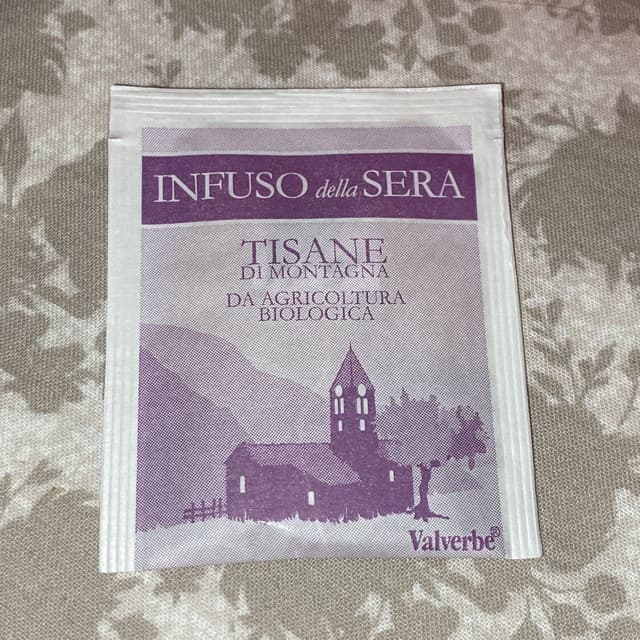 INFUSO della SERA
TISANE
DI MONTAGNA
DA AGRICOLTURA
BIOLOGICA
Valverbe®